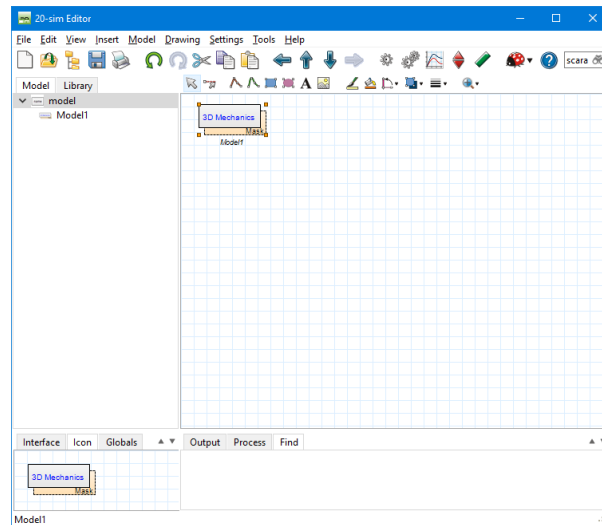 20-sim Editor
File Edit View Insert Model Drawing Settings Tools Help
scara
Model Library
A
model
Model1
3D Mechanics
Mask
Model1
Interface Icon Globals
Output Process Find
3D Mechanics
Mask
Model1